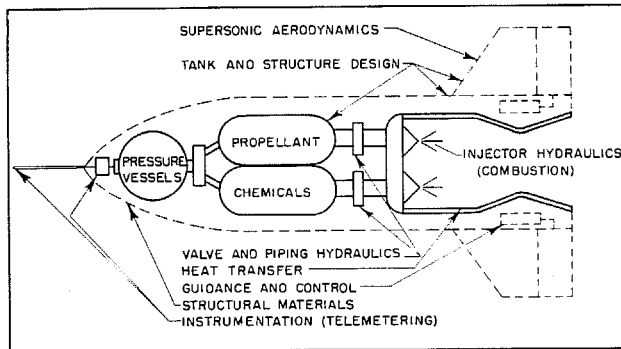 SUPERSONIC AERODYNAMICS
TANK AND STRUCTURE DESIGN
PROPELLANT
PRESSURE
VESSELS
CHEMICALS
INJECTOR HYDRAULICS
(COMBUSTION)
VALVE AND PIPING HYDRAULICS
HEAT TRANSFER
GUIDANCE AND CONTROL
STRUCTURAL MATERIALS
INSTRUMENTATION (TELEMETERING)